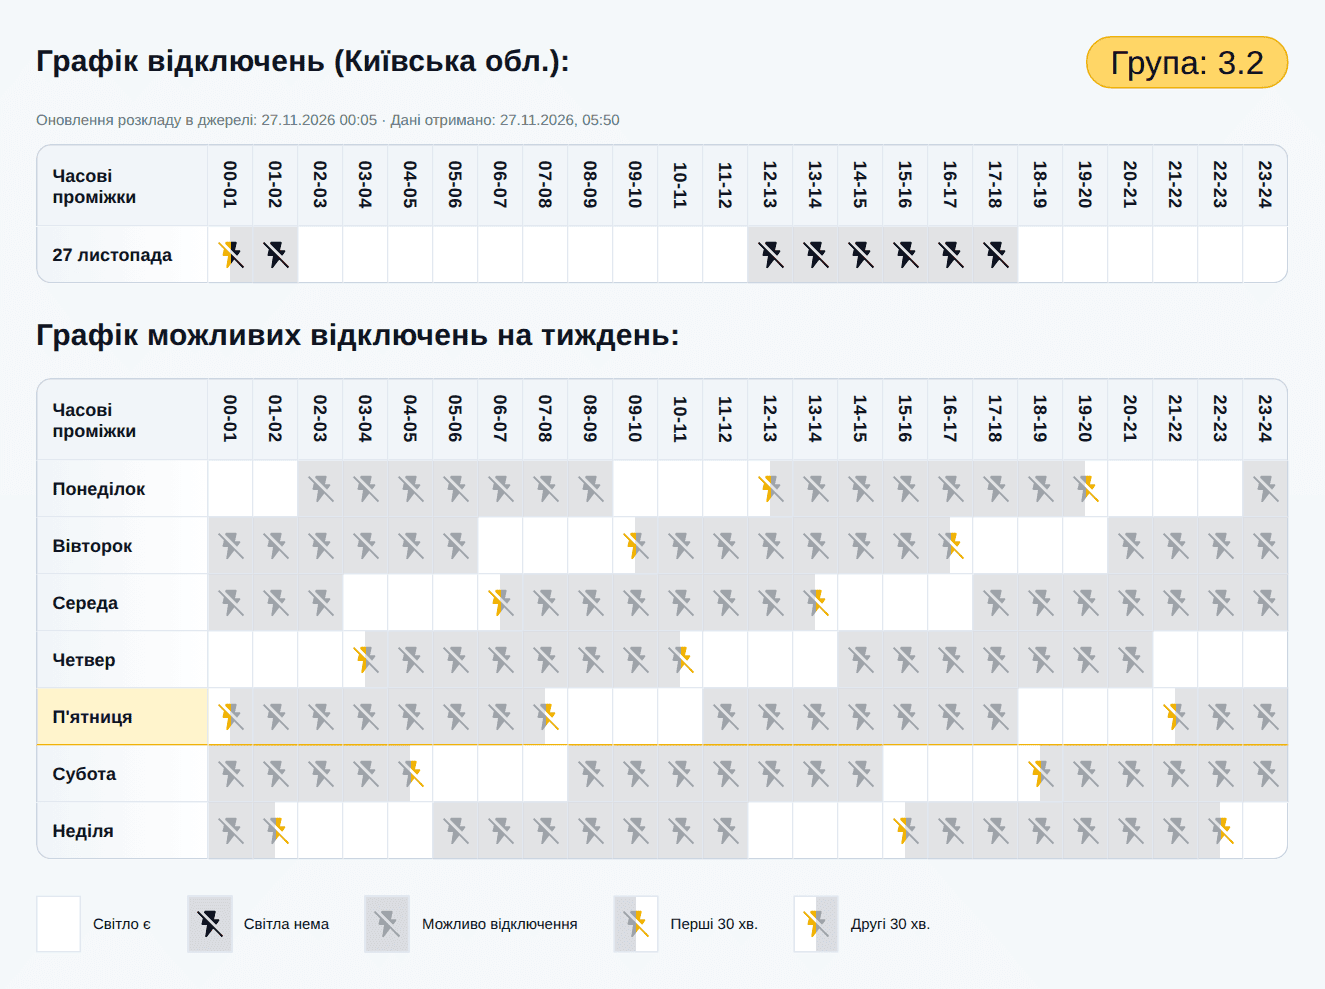 Графік відключень (Київська обл.):
Група: 3.2
Оновлення розкладу в джерелі: 27.11.2026 00:05 · Дані отримано: 27.11.2026, 05:50
Часові
проміжки
00-01 01-02 02-03 03-04 04-05 05-06 06-07 07-08 08-09 09-10 10-11 11-12 12-13 13-14 14-15 15-16 16-17 17-18 18-19 19-20 20-21 21-22 22-23 23-24
27 листопада
Графік можливих відключень на тиждень:
Часові
проміжки
00-01 01-02 02-03 03-04 04-05 05-06 06-07 07-08 08-09 09-10 10-11 11-12 12-13 13-14 14-15 15-16 16-17 17-18 18-19 19-20 20-21 21-22 22-23 23-24
Понеділок
Вівторок
Середа
Четвер
П'ятниця
Субота
Неділя
Світло є
Світла нема
Можливо відключення
Перші 30 хв.
Другі 30 хв.